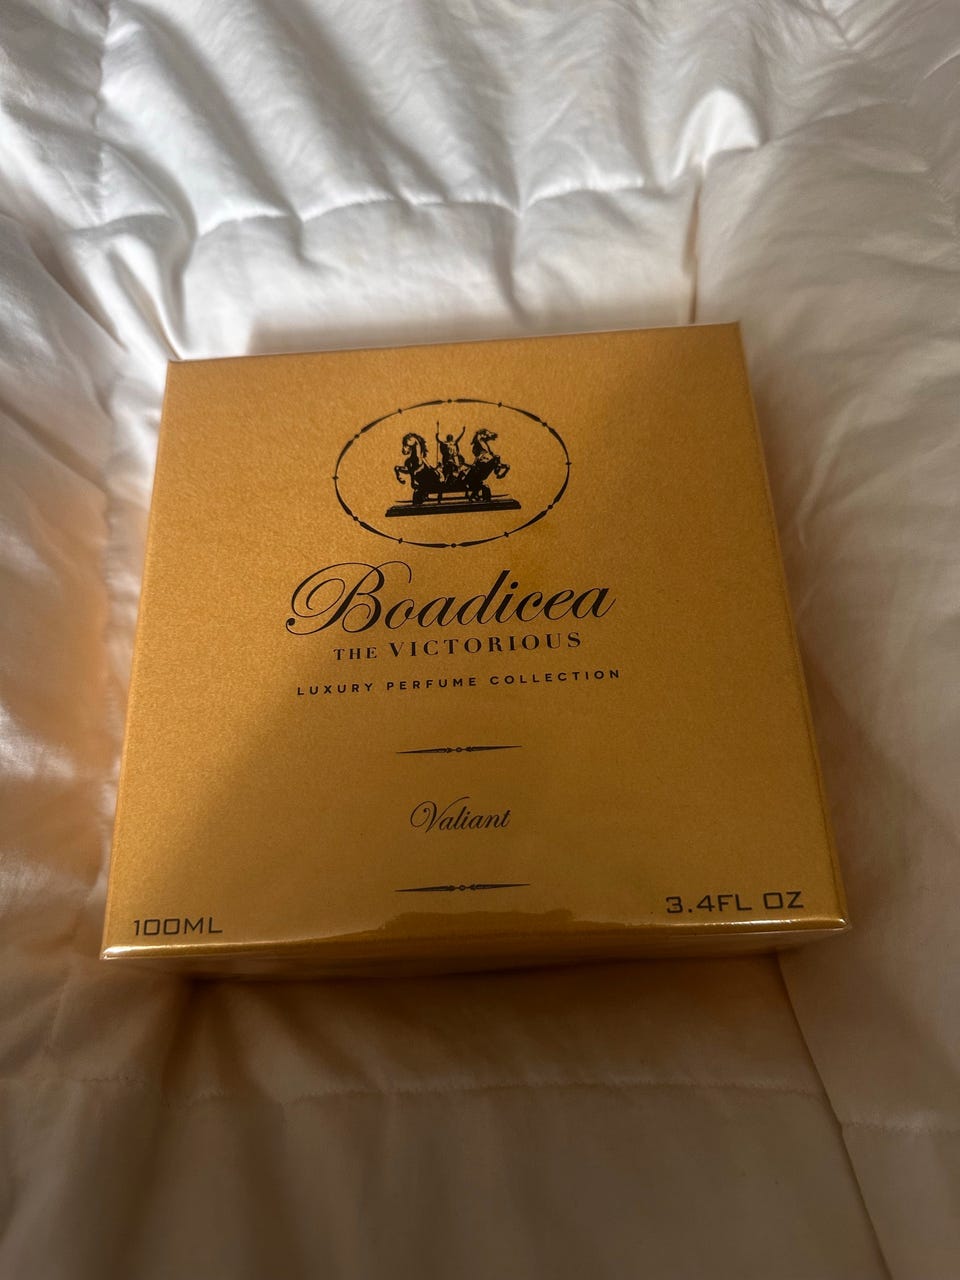 Boadicea
THE VICTORIOUS
LUXURY PERFUME COLLECTION
Valiant
100ML
3.4FL OZ